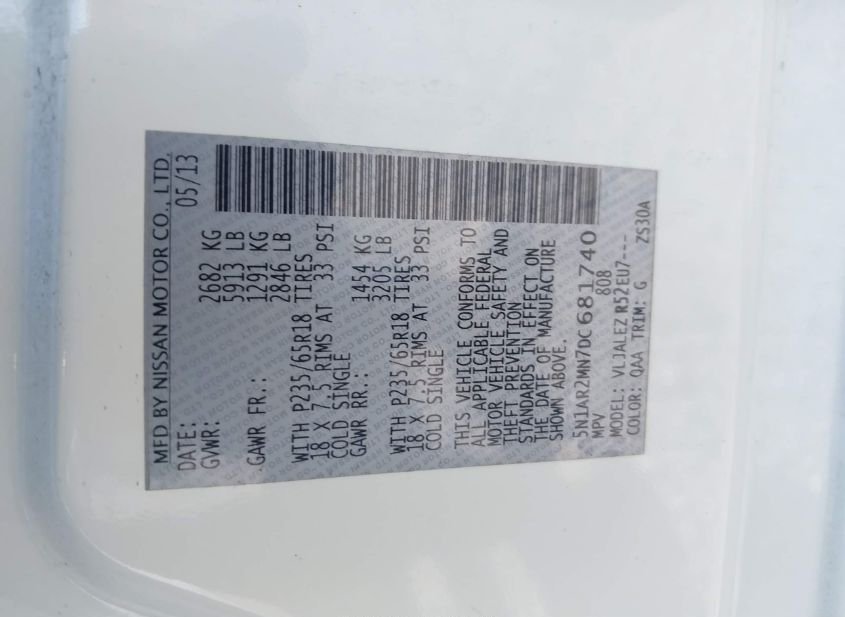 MFD BY NISSAN MOTOR CO., LTD.
DATE: 05/13
GVWR: 2682 KG
5913 LB
GAWR FR.: 1291 KG
2846 LB
WITH P235/65R18 TIRES
18 X 7.5 RIMS AT 33 PSI
COLD SINGLE
GAWR RR.: 1454 KG
3205 LB
WITH P235/65R18 TIRES
18 X 7.5 RIMS AT 33 PSI
COLD SINGLE
THIS VEHICLE CONFORMS TO
ALL APPLICABLE FEDERAL
MOTOR VEHICLE SAFETY AND
THEFT PREVENTION
STANDARDS IN EFFECT ON
THE DATE OF MANUFACTURE
SHOWN ABOVE.
5N1AR2MN7DC681740
MPV 808
MODEL: VLJALEZ R52EU7---
COLOR: QAA TRIM: G ZS30A